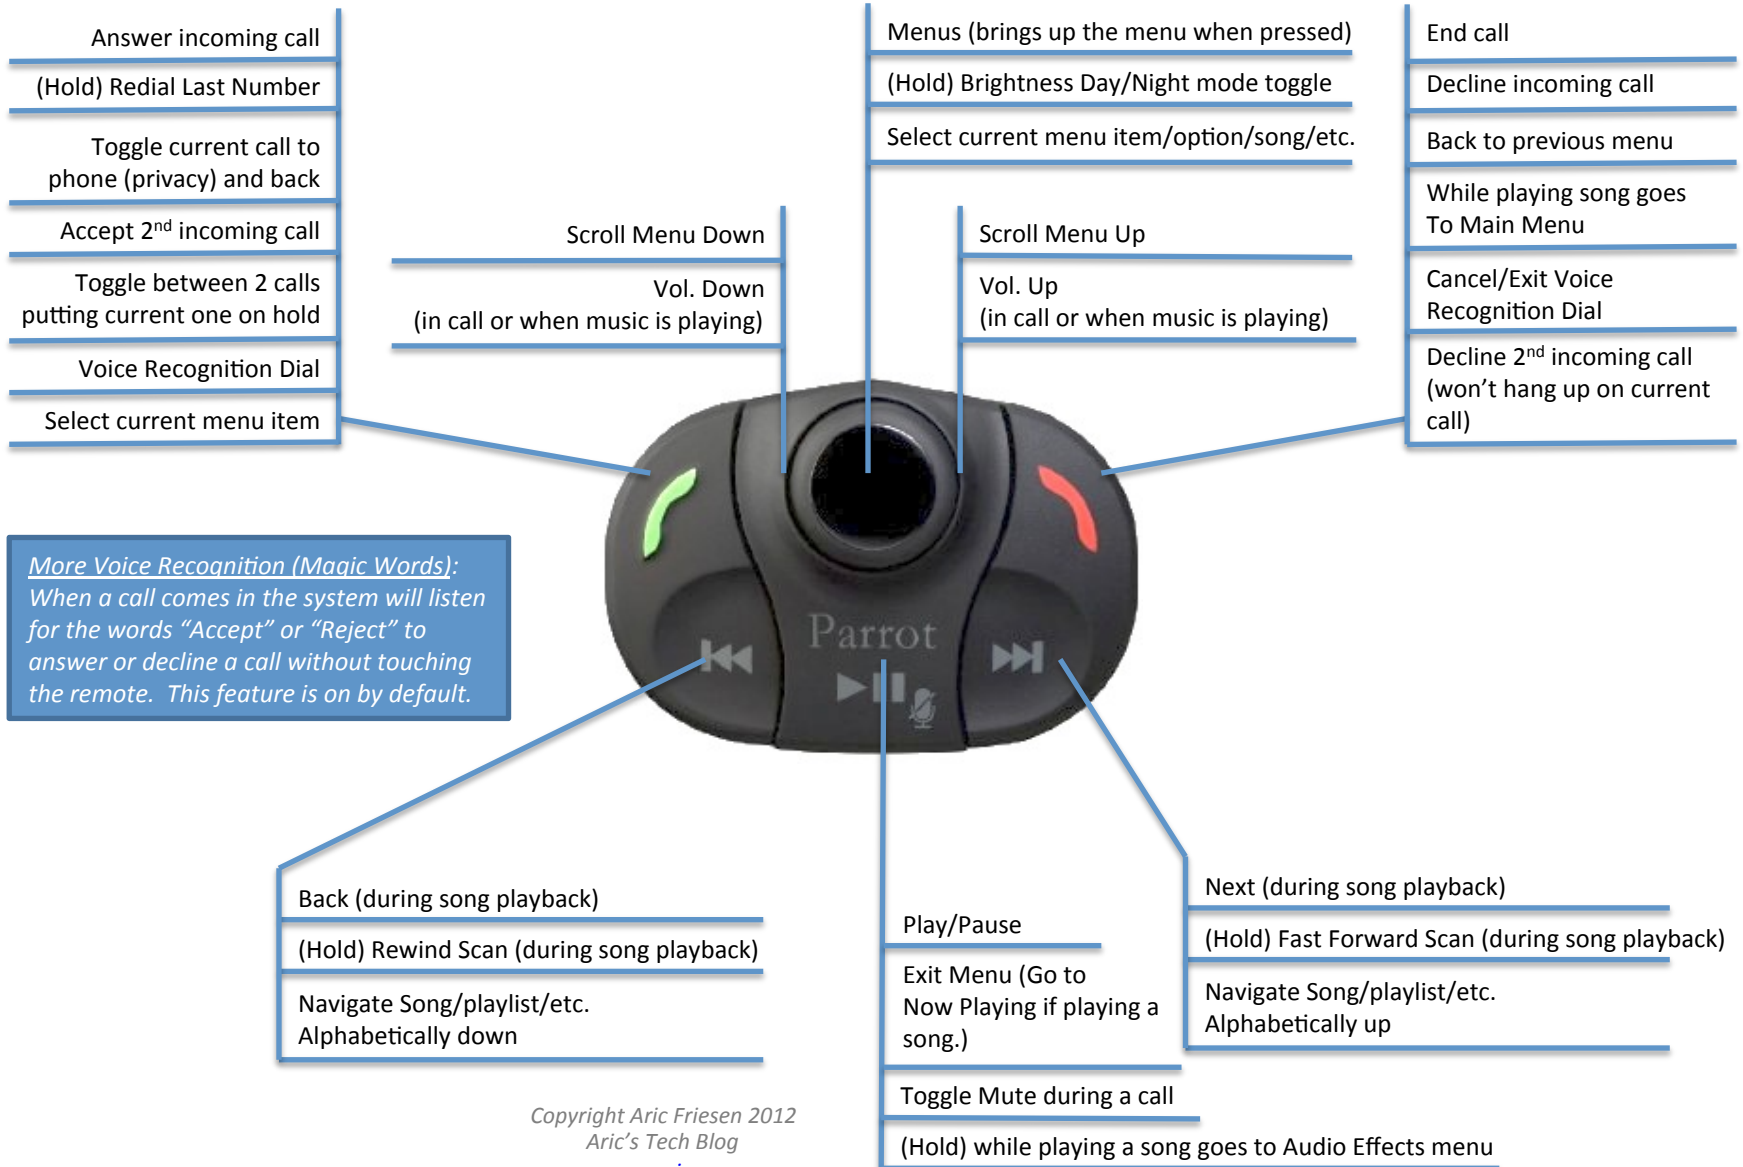 Answer incoming call
(Hold) Redial Last Number
Toggle current call to
phone (privacy) and back
Accept 2nd incoming call
Toggle between 2 calls
putting current one on hold
Voice Recognition Dial
Select current menu item
Scroll Menu Down
Vol. Down
(in call or when music is playing)
Menus (brings up the menu when pressed)
(Hold) Brightness Day/Night mode toggle
Select current menu item/option/song/etc.
Scroll Menu Up
Vol. Up
(in call or when music is playing)
End call
Decline incoming call
Back to previous menu
While playing song goes
To Main Menu
Cancel/Exit Voice
Recognition Dial
Decline 2nd incoming call
(won't hang up on current
call)
More Voice Recognition (Magic Words):
When a call comes in the system will listen
for the words "Accept" or "Reject" to
answer or decline a call without touching
the remote.  This feature is on by default.
Parrot
Back (during song playback)
(Hold) Rewind Scan (during song playback)
Navigate Song/playlist/etc.
Alphabetically down
Play/Pause
Exit Menu (Go to
Now Playing if playing a
song.)
Toggle Mute during a call
(Hold) while playing a song goes to Audio Effects menu
Next (during song playback)
(Hold) Fast Forward Scan (during song playback)
Navigate Song/playlist/etc.
Alphabetically up
Copyright Aric Friesen 2012
Aric's Tech Blog